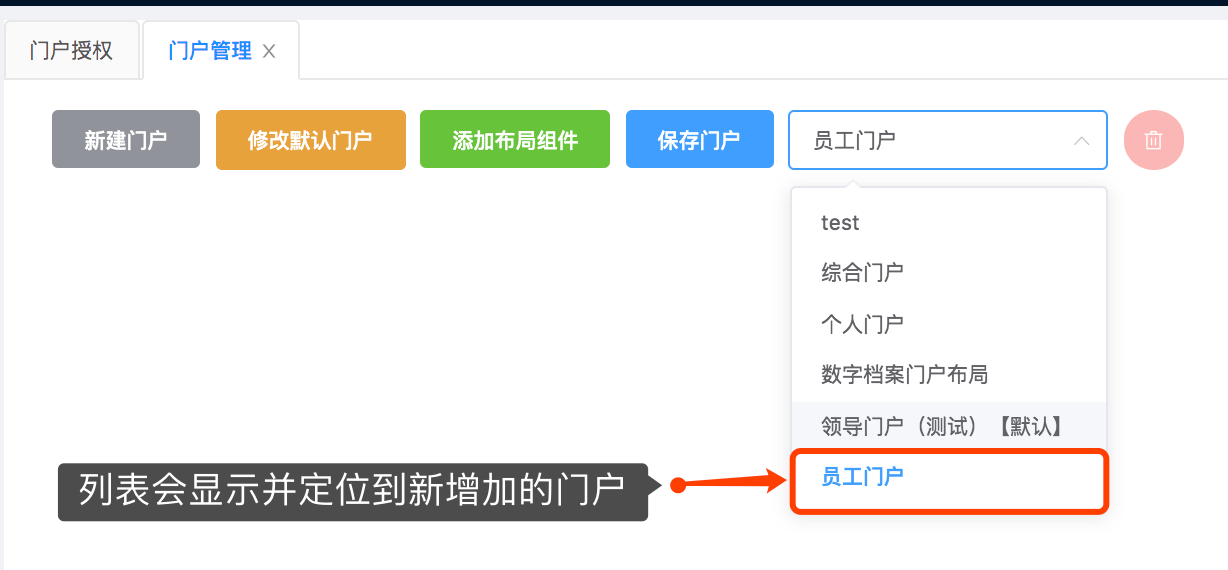 门户授权
门户管理
新建门户
修改默认门户
添加布局组件
保存门户
员工门户
test
综合门户
个人门户
数字档案门户布局
领导门户（测试）【默认】
员工门户
列表会显示并定位到新增加的门户